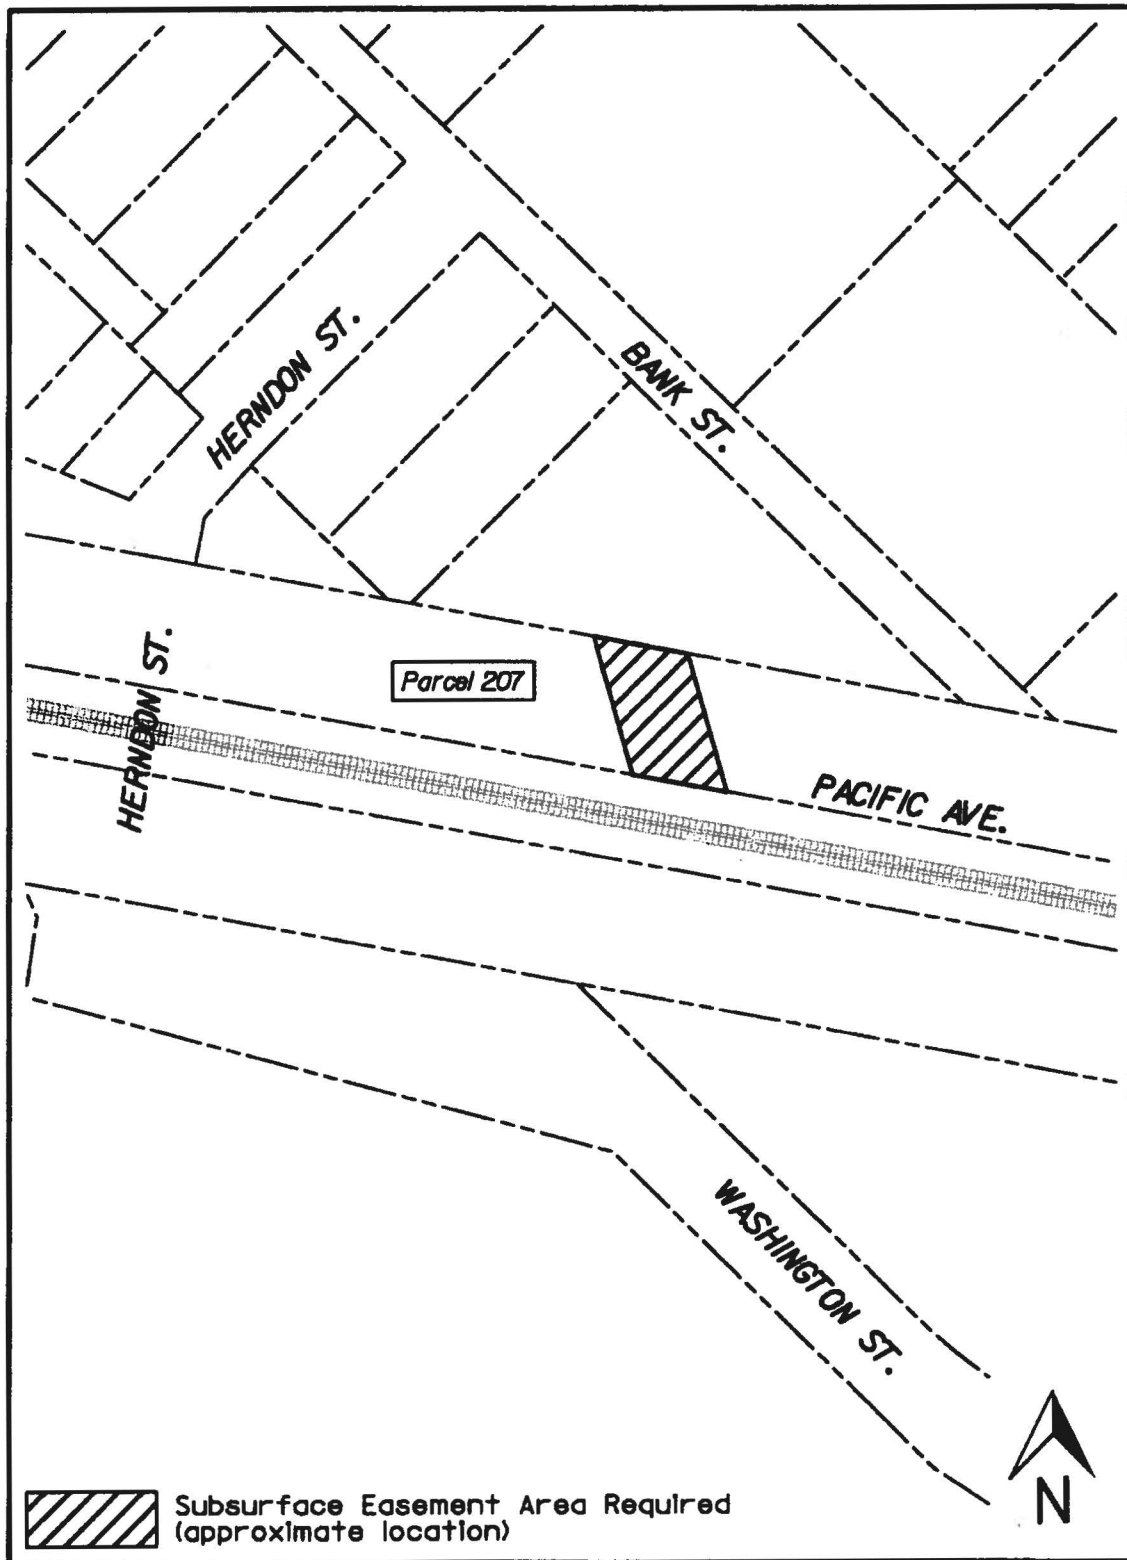 HERNDON ST.
BANK ST.
HERNDON ST.
Parcel 207
PACIFIC AVE.
WASHINGTON ST.
N
Subsurface Easement Area Required
(approximate location)